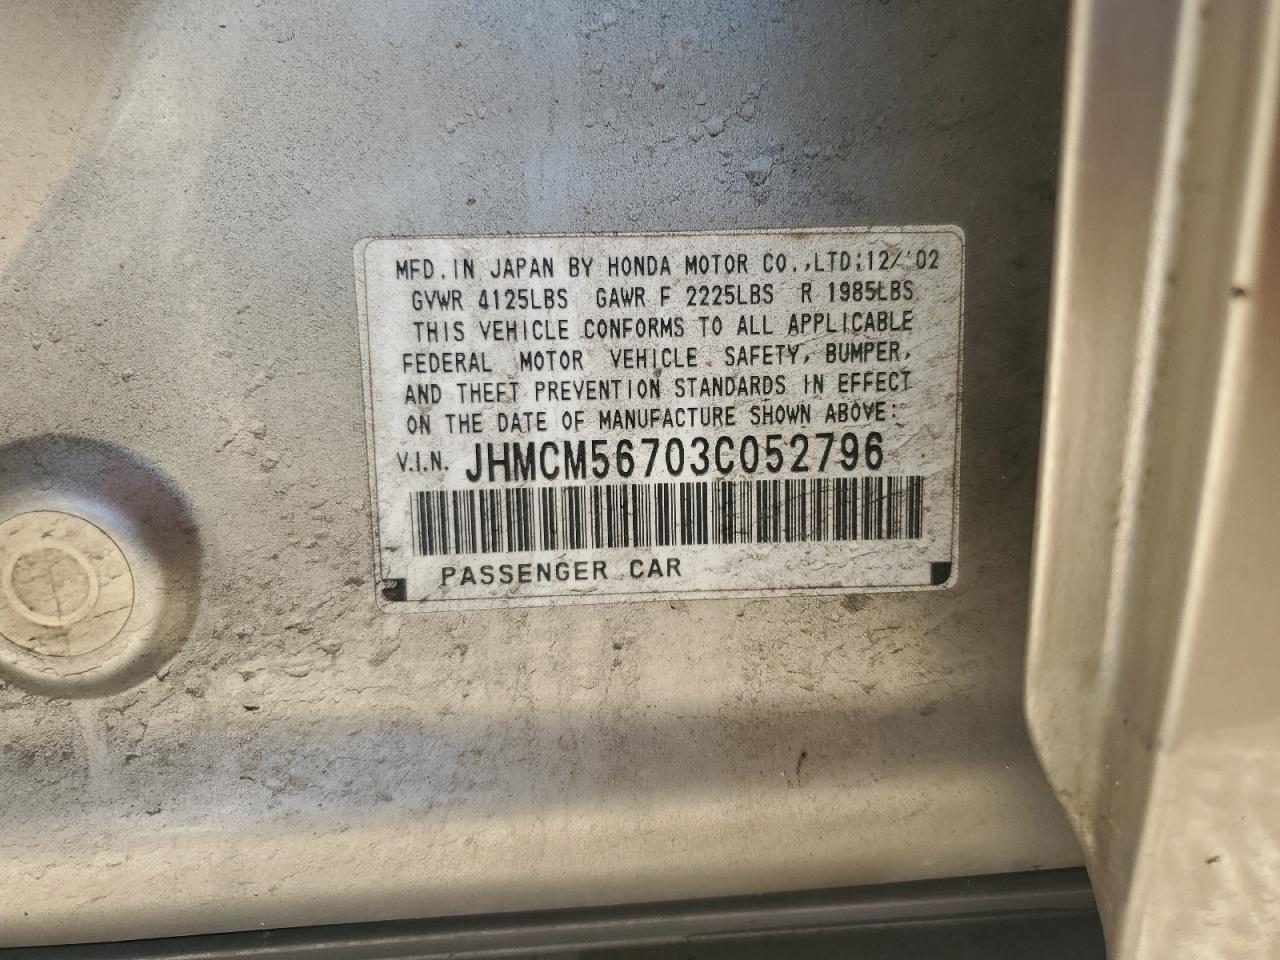 MFD. IN JAPAN BY HONDA MOTOR CO.,LTD;12/'02
GVWR 4125LBS GAWR F 2225LBS R 1985LBS
THIS VEHICLE CONFORMS TO ALL APPLICABLE
FEDERAL MOTOR VEHICLE SAFETY, BUMPER,
AND THEFT PREVENTION STANDARDS IN EFFECT
ON THE DATE OF MANUFACTURE SHOWN ABOVE:
V.I.N. JHMCM56703C052796
PASSENGER CAR